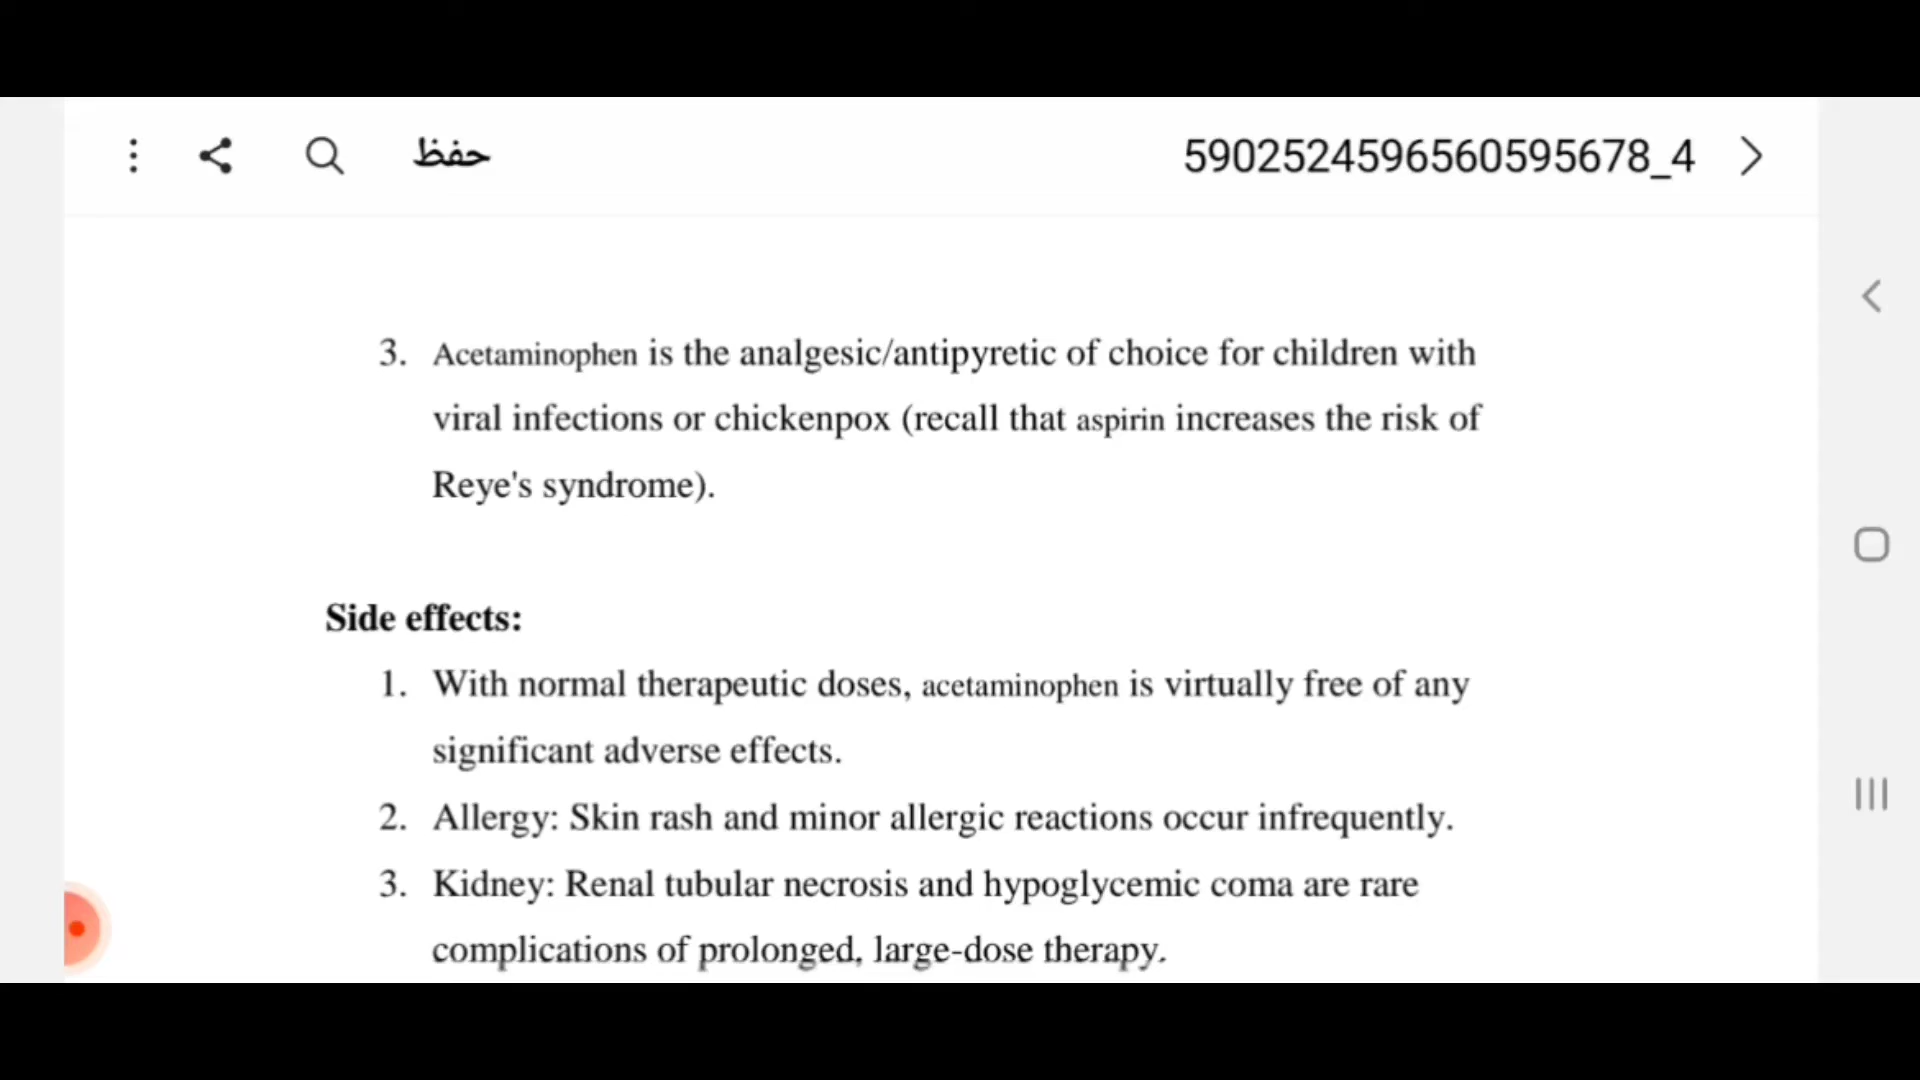 حفظ 5902524596560595678_4
3. Acetaminophen is the analgesic/antipyretic of choice for children with
viral infections or chickenpox (recall that aspirin increases the risk of
Reye's syndrome).
Side effects:
1. With normal therapeutic doses, acetaminophen is virtually free of any
significant adverse effects.
2. Allergy: Skin rash and minor allergic reactions occur infrequently.
3. Kidney: Renal tubular necrosis and hypoglycemic coma are rare
complications of prolonged, large-dose therapy.